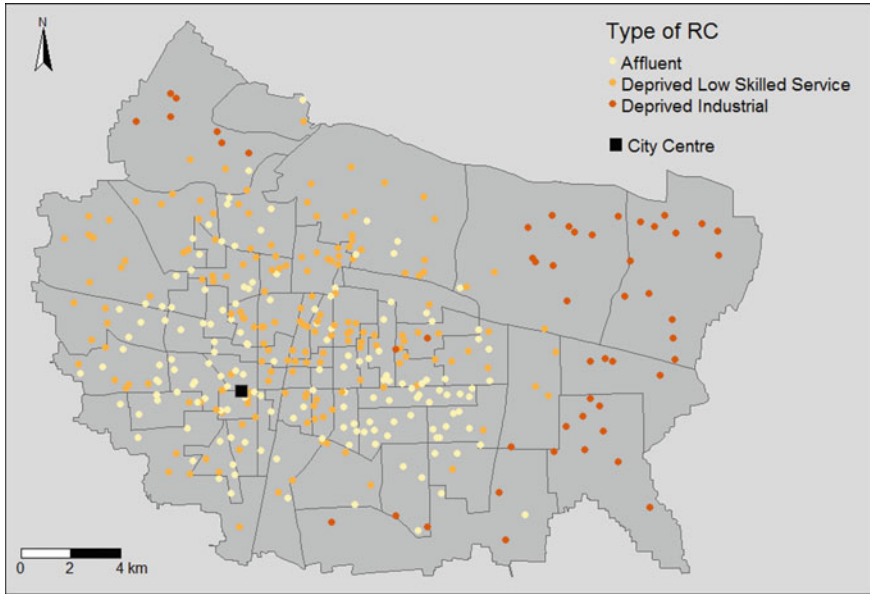 N
Type of RC
Affluent
Deprived Low Skilled Service
Deprived Industrial
City Centre
0 2 4 km